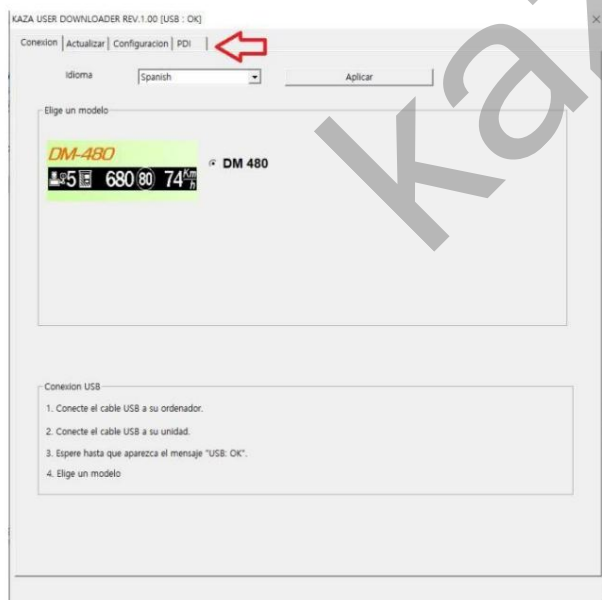 KAZA USER DOWNLOADER REV.1.00 [USB : OK]
Conexion Actualizar Configuracion PDI
Idioma Spanish Aplicar
Elige un modelo
DM-480
5 680 80 74 Km/h
DM 480
Conexion USB
1. Conecte el cable USB a su ordenador.
2. Conecte el cable USB a su unidad.
3. Espere hasta que aparezca el mensaje "USB: OK".
4. Elige un modelo